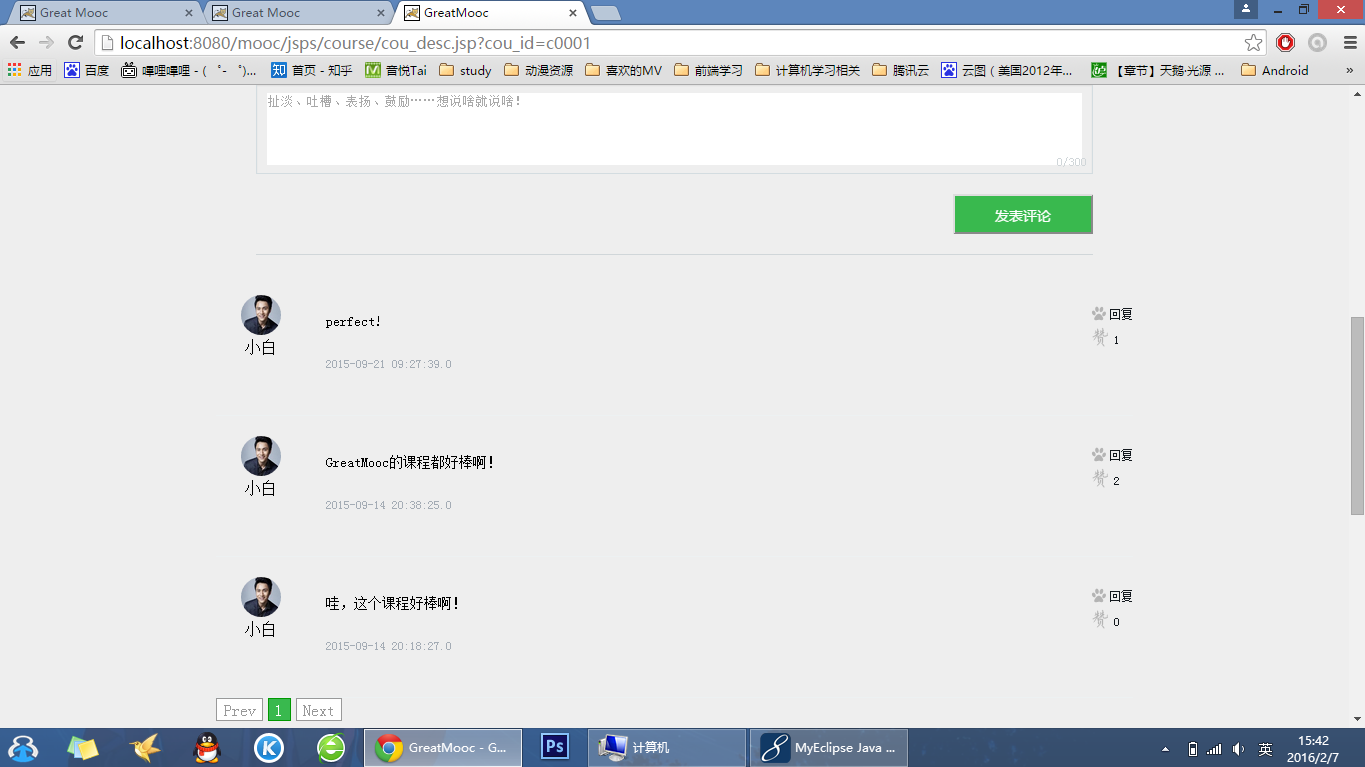 Great Mooc
Great Mooc
GreatMooc
localhost:8080/mooc/jsps/course/cou_desc.jsp?cou_id=c0001
应用 百度 哔哩哔哩 - ( ゜- ゜)... 首页 - 知乎 音悦Tai study 动漫资源 喜欢的MV 前端学习 计算机学习相关 腾讯云 云图 ( 美国2012年... 【章节】天鹅·光源 ... Android »
扯淡、吐槽、表扬、鼓励……想说啥就说啥!
0/300
发表评论
perfect!
回复
小白
赞 1
2015-09-21 09:27:39.0
GreatMooc的课程都好棒啊!
回复
小白
赞 2
2015-09-14 20:38:25.0
哇，这个课程好棒啊!
回复
小白
赞 0
2015-09-14 20:18:27.0
Prev 1 Next
GreatMooc - G...
Ps
计算机
MyEclipse Java ...
英
15:42
2016/2/7